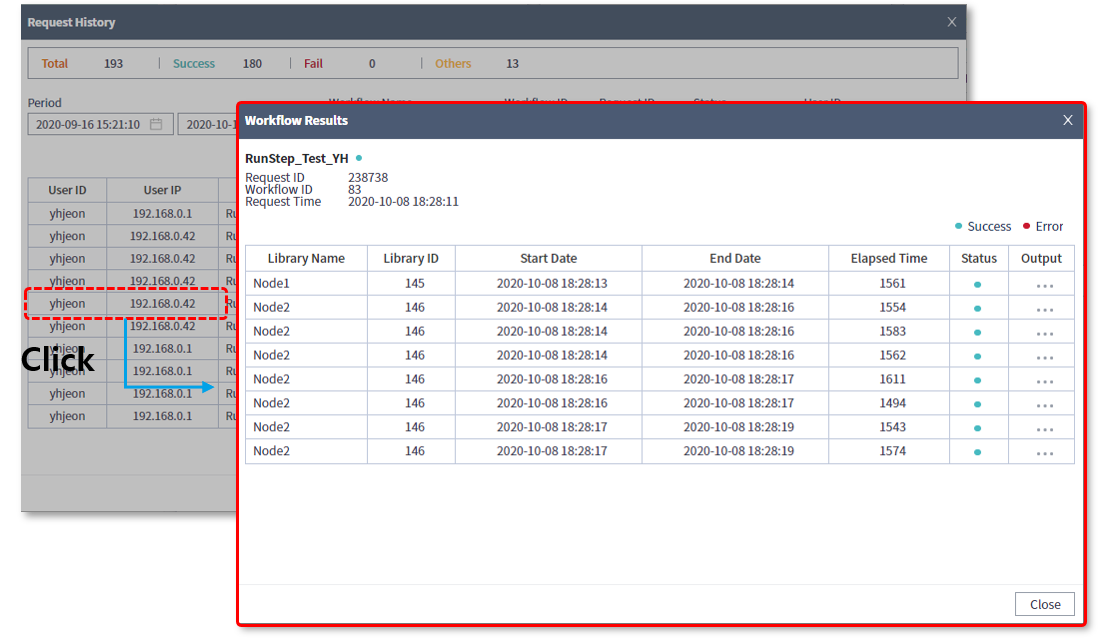 Request History X
Total 193 | Success 180 | Fail 0 | Others 13
Period
2020-09-16 15:21:10 2020-10-1
User ID User IP
yhjeon 192.168.0.1 Ru
yhjeon 192.168.0.42 Ru
yhjeon 192.168.0.42 Ru
yhjeon 192.168.0.42 Ru
yhjeon 192.168.0.42 Ru
yhjeon 192.168.0.42 Ru
yhjeon 192.168.0.1 Ru
yhjeon 192.168.0.1 Ru
yhjeon 192.168.0.1 Ru
yhjeon 192.168.0.1 Ru
Click
Workflow Results X
RunStep_Test_YH
Request ID 238738
Workflow ID 83
Request Time 2020-10-08 18:28:11
Success Error
Library Name Library ID Start Date End Date Elapsed Time Status Output
Node1 145 2020-10-08 18:28:13 2020-10-08 18:28:14 1561 ...
Node2 146 2020-10-08 18:28:14 2020-10-08 18:28:16 1554 ...
Node2 146 2020-10-08 18:28:14 2020-10-08 18:28:16 1583 ...
Node2 146 2020-10-08 18:28:14 2020-10-08 18:28:16 1562 ...
Node2 146 2020-10-08 18:28:16 2020-10-08 18:28:17 1611 ...
Node2 146 2020-10-08 18:28:16 2020-10-08 18:28:17 1494 ...
Node2 146 2020-10-08 18:28:17 2020-10-08 18:28:19 1543 ...
Node2 146 2020-10-08 18:28:17 2020-10-08 18:28:19 1574 ...
Close